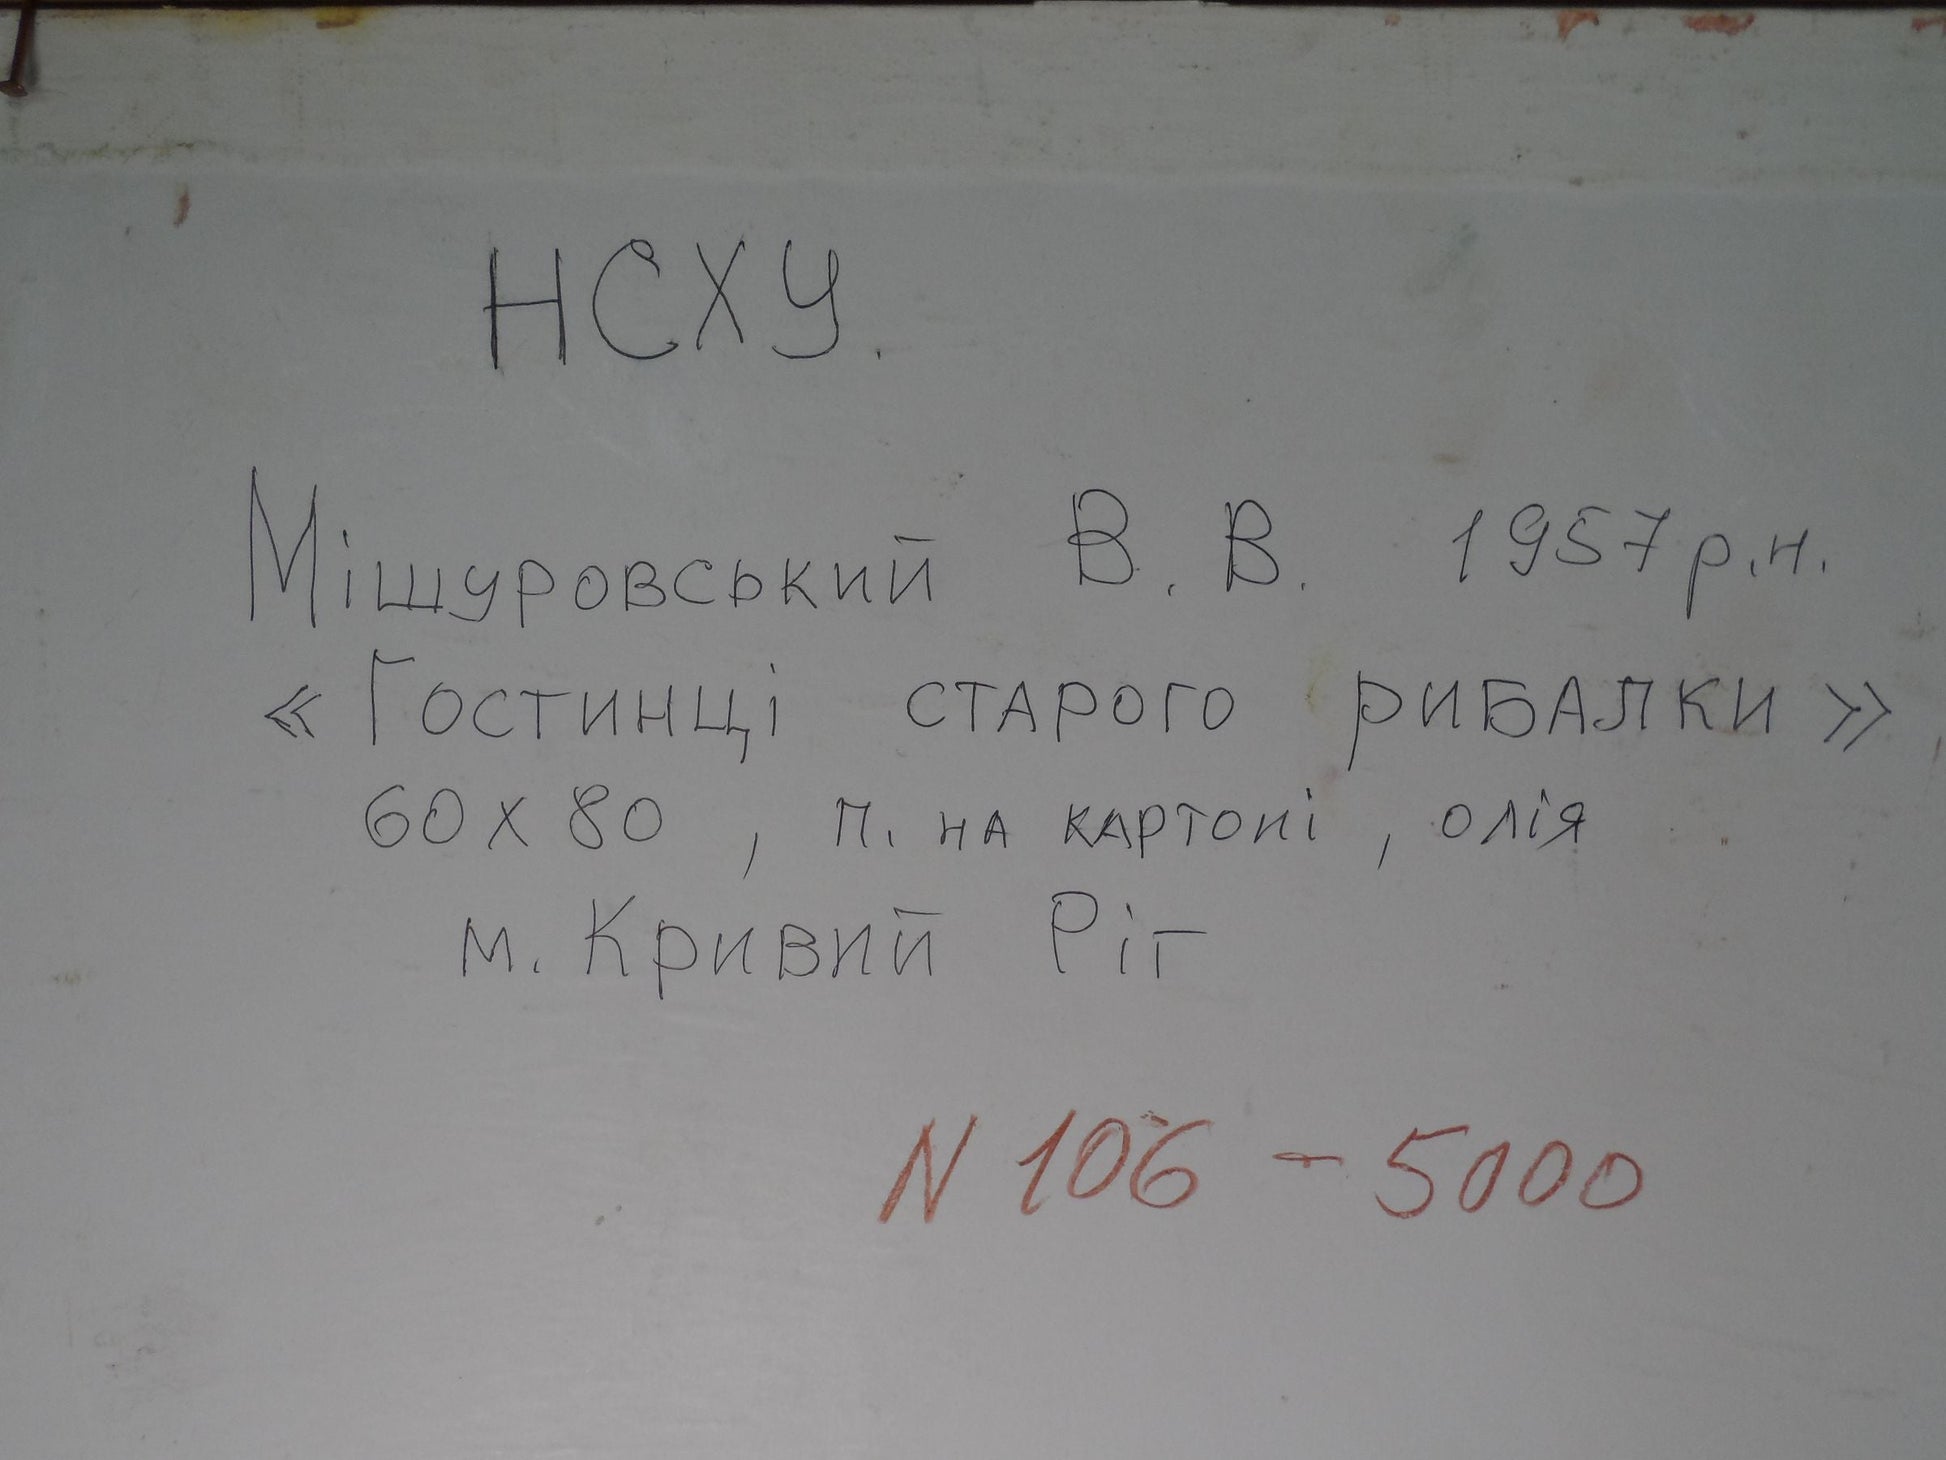 НСХУ.
Мішуровський В. В. 1957 р.н.
« Гостинці старого рибалки »
60 х 80 , п. на картоні , олія
м. Кривий Ріг
N 106 - 5000